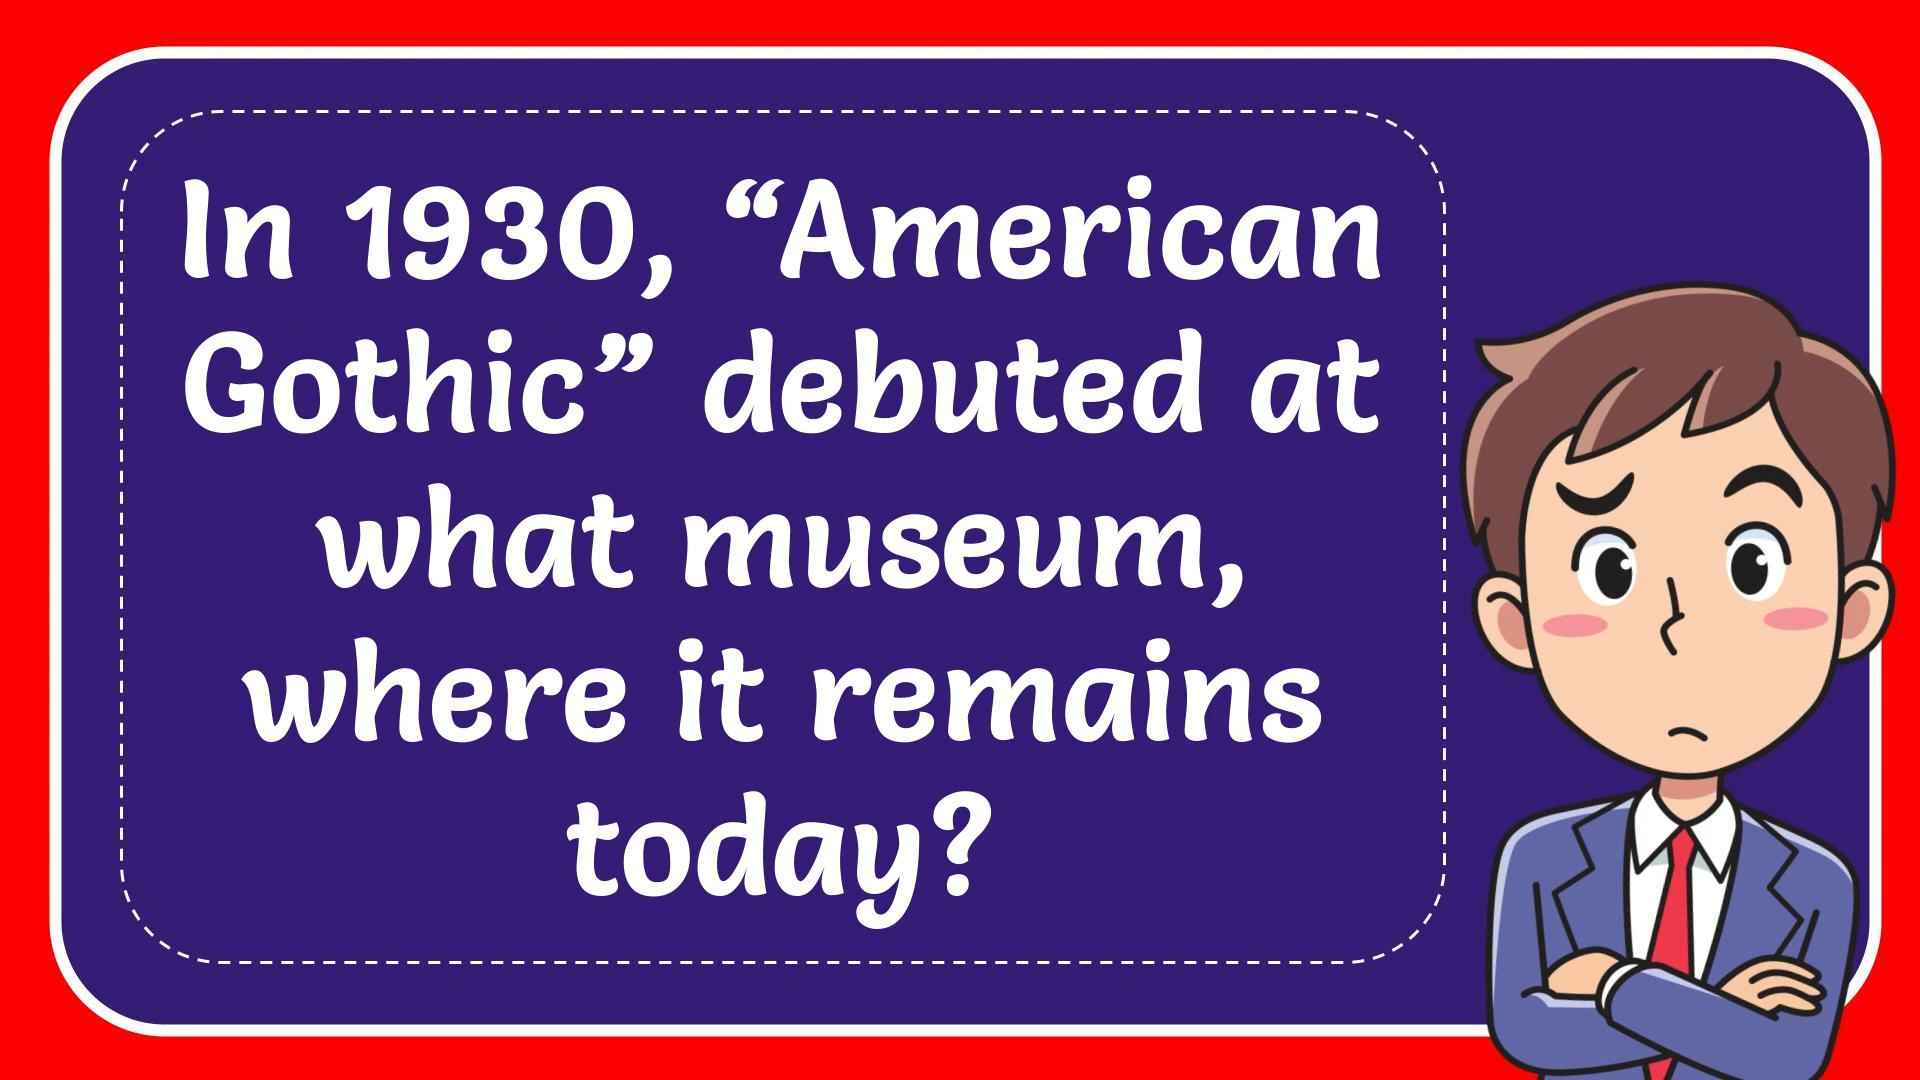 In 1930, “American
Gothic” debuted at
what museum,
where it remains
today?